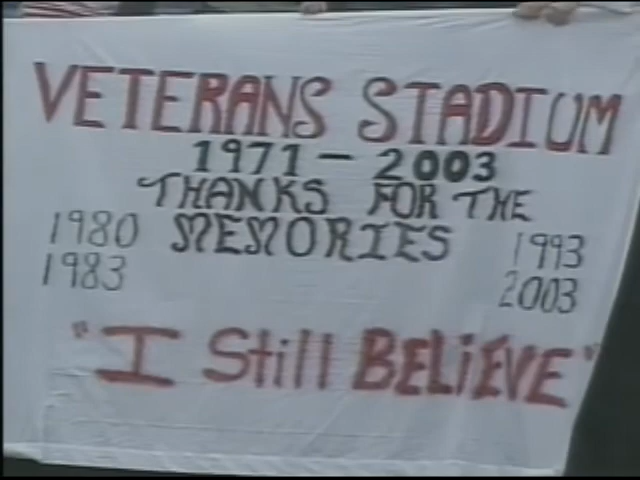 VETERANS STADIUM
1971 - 2003
THANKS FOR THE
1980 MEMORIES 1993
1983 2003
"I Still BELiEVE"